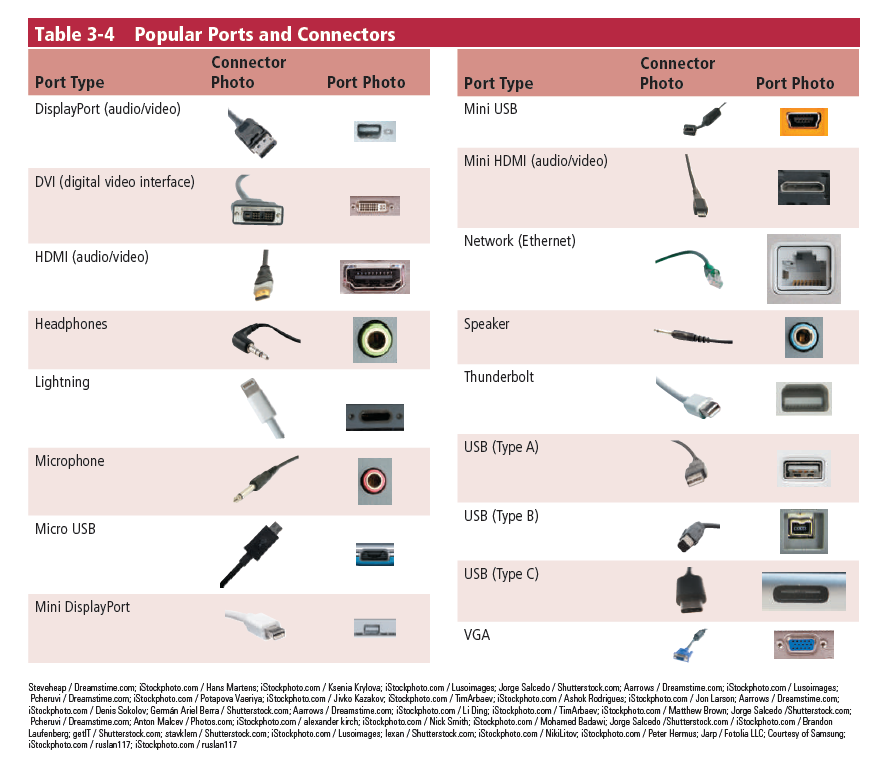 Table 3-4 Popular Ports and Connectors
Port Type Connector Photo Port Photo
DisplayPort (audio/video)
DVI (digital video interface)
HDMI (audio/video)
Headphones
Lightning
Microphone
Micro USB
Mini DisplayPort
Port Type Connector Photo Port Photo
Mini USB
Mini HDMI (audio/video)
Network (Ethernet)
Speaker
Thunderbolt
USB (Type A)
USB (Type B)
USB (Type C)
VGA
Steveheap / Dreamstime.com; iStockphoto.com / Hans Martens; iStockphoto.com / Ksenia Krylova; iStockphoto.com / Lusoimages; Jorge Salcedo / Shutterstock.com; Aarrows / Dreamstime.com; iStockphoto.com / Lusoimages;
Pcheruvi / Dreamstime.com; iStockphoto.com / Potapova Vaeriya; iStockphoto.com / Jivko Kazakov; iStockphoto.com / TimArbaev; iStockphoto.com / Ashok Rodrigues; iStockphoto.com / Jon Larson; Aarrows / Dreamstime.com;
iStockphoto.com / Denis Sokolov; Germán Ariel Berra / Shutterstock.com; Aarrows / Dreamstime.com; iStockphoto.com / Li Ding; iStockphoto.com / TimArbaev; iStockphoto.com / Matthew Brown; Jorge Salcedo /Shutterstock.com;
Pcheruvi / Dreamstime.com; Anton Malcev / Photos.com; iStockphoto.com / alexander kirch; iStockphoto.com / Nick Smith; iStockphoto.com / Mohamed Badawi; Jorge Salcedo /Shutterstock.com / iStockphoto.com / Brandon
Laufenberg; getIT / Shutterstock.com; stavklem / Shutterstock.com; iStockphoto.com / Lusoimages; lexan / Shutterstock.com; iStockphoto.com / NikiLitov; iStockphoto.com / Peter Hermus; Jarp / Fotolia LLC; Courtesy of Samsung;
iStockphoto.com / ruslan117; iStockphoto.com / ruslan117